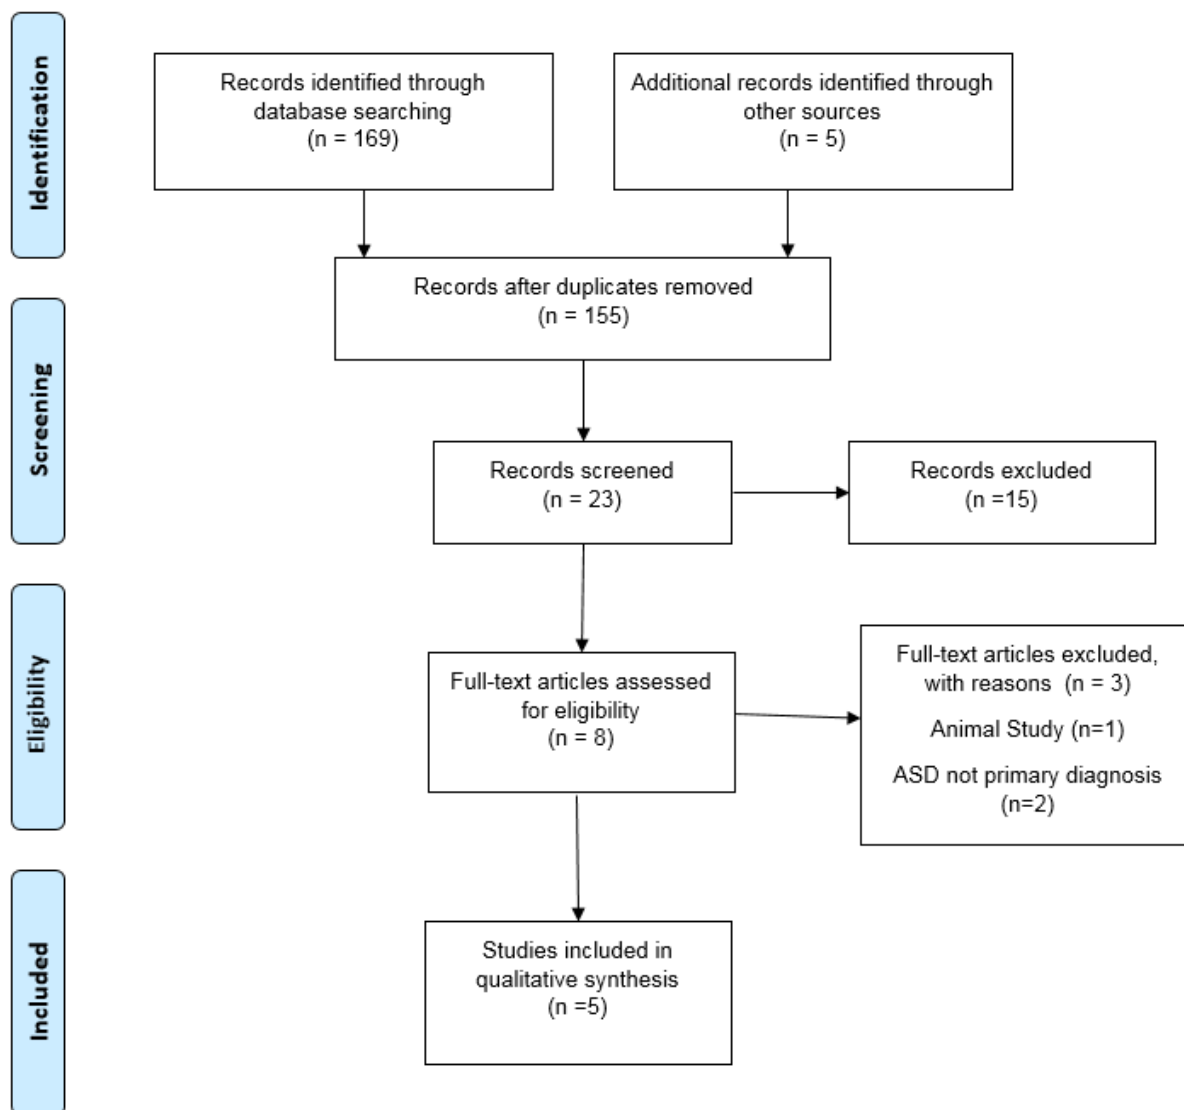 Identification
Records identified through
database searching
(n = 169)
Additional records identified through
other sources
(n = 5)
Records after duplicates removed
(n = 155)
Screening
Records screened
(n = 23)
Records excluded
(n =15)
Eligibility
Full-text articles assessed
for eligibility
(n = 8)
Full-text articles excluded,
with reasons (n = 3)
Animal Study (n=1)
ASD not primary diagnosis
(n=2)
Included
Studies included in
qualitative synthesis
(n =5)